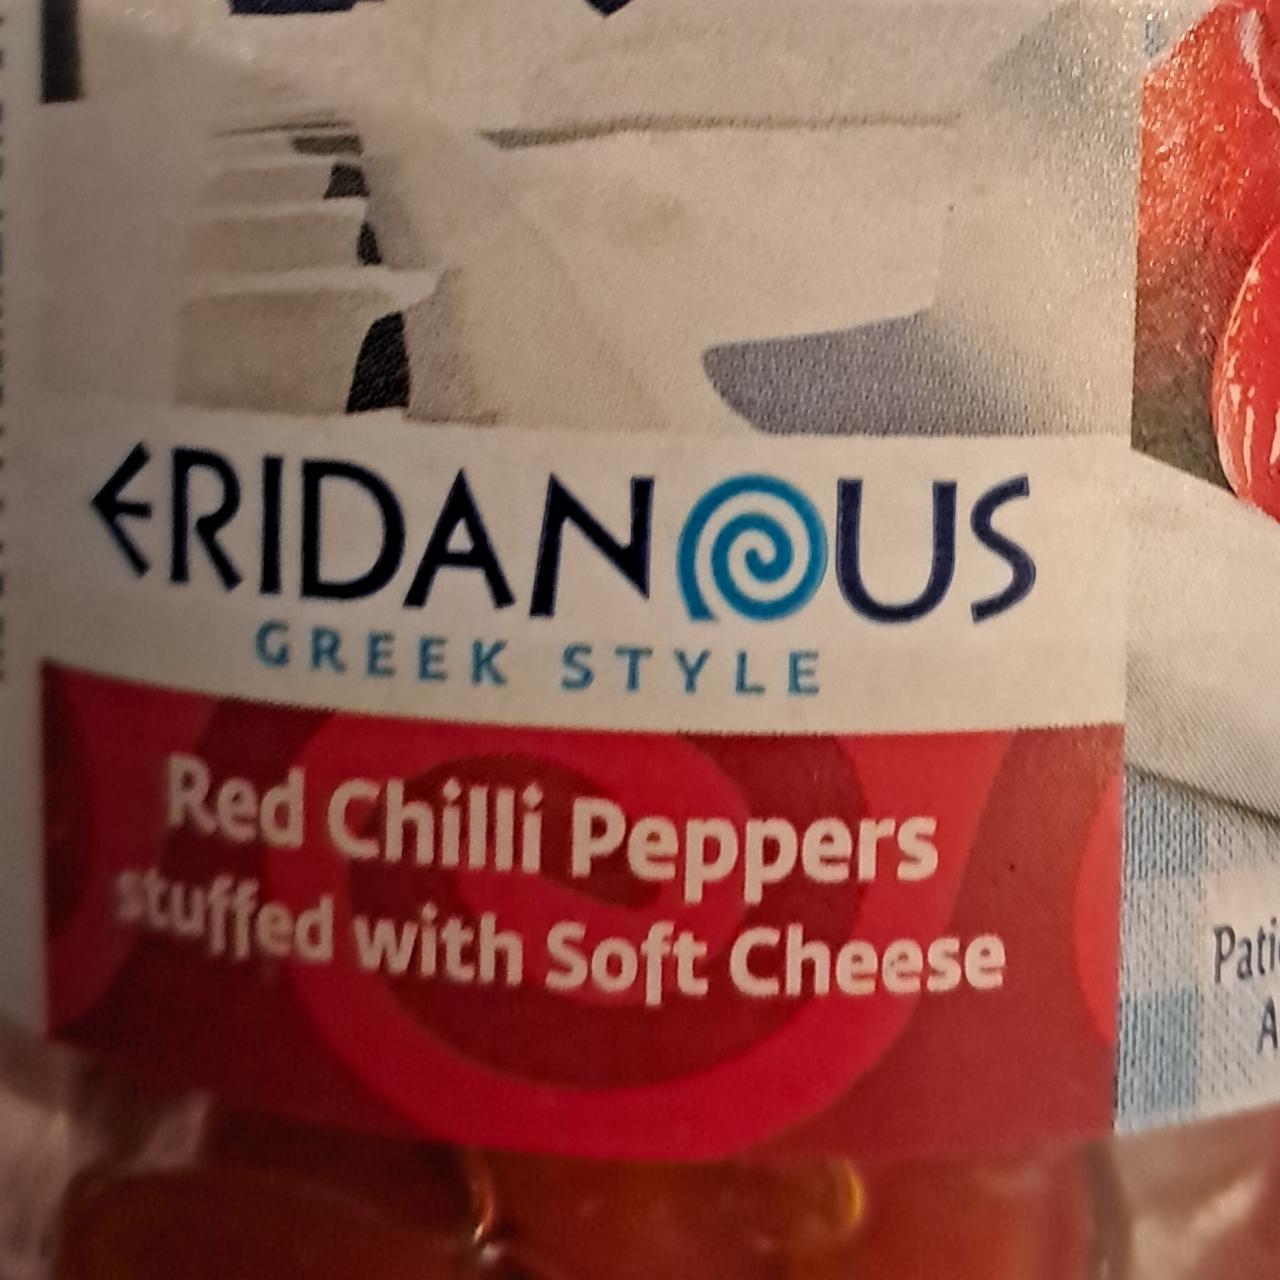 ERIDANOUS
GREEK STYLE
Red Chilli Peppers
stuffed with Soft Cheese